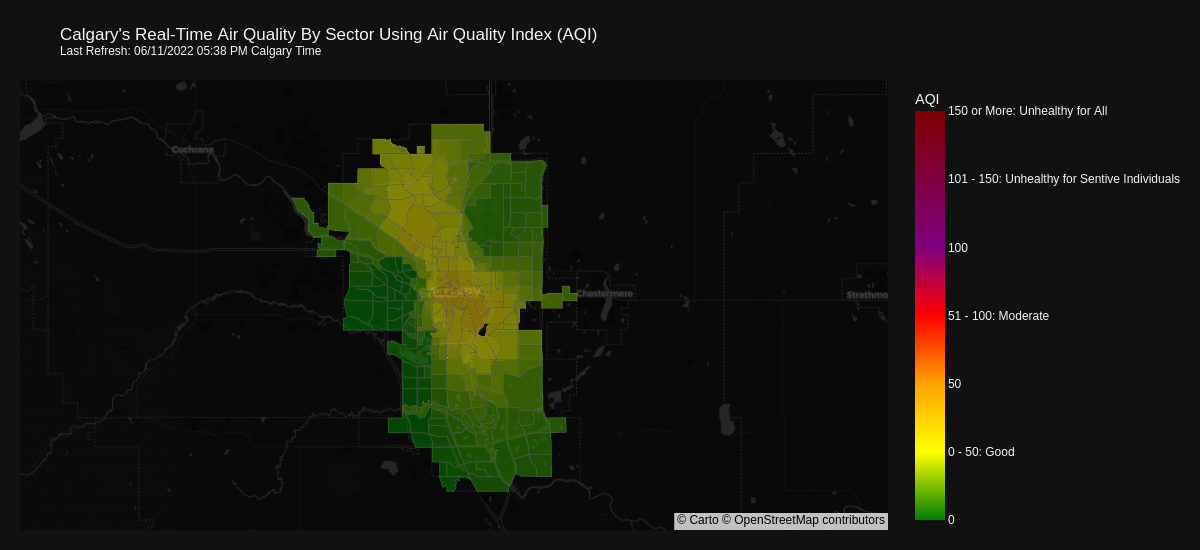 Calgary's Real-Time Air Quality By Sector Using Air Quality Index (AQI)
Last Refresh: 06/11/2022 05:38 PM Calgary Time
AQI
150 or More: Unhealthy for All
Cochrane
101 - 150: Unhealthy for Sentive Individuals
100
Chestermere
Strathmo
51 - 100: Moderate
50
0 - 50: Good
© Carto © OpenStreetMap contributors
0